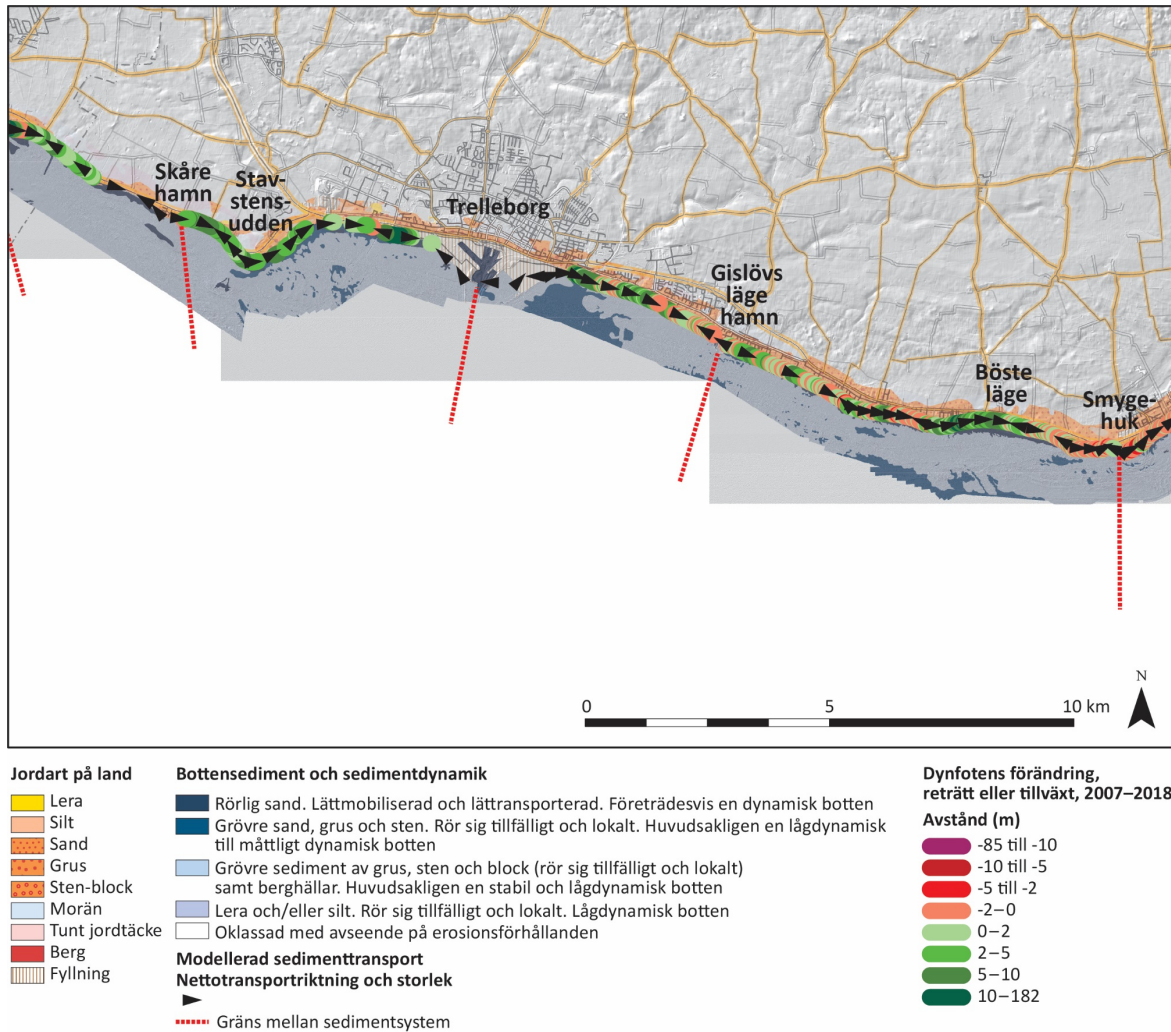 Skåre
hamn
Stav-
stens-
udden
Trelleborg
Gislövs
läge
hamn
Böste
läge
Smyge-
huk
N
0 5 10 km
Jordart på land
Lera
Silt
Sand
Grus
Sten-block
Morän
Tunt jordtäcke
Berg
Fyllning
Bottensediment och sedimentdynamik
Rörlig sand. Lättmobiliserad och lättransporterad. Företrädesvis en dynamisk botten
Grövre sand, grus och sten. Rör sig tillfälligt och lokalt. Huvudsakligen en lågdynamisk
till måttligt dynamisk botten
Grövre sediment av grus, sten och block (rör sig tillfälligt och lokalt)
samt berghällar. Huvudsakligen en stabil och lågdynamisk botten
Lera och/eller silt. Rör sig tillfälligt och lokalt. Lågdynamisk botten
Oklassad med avseende på erosionsförhållanden
Modellerad sedimenttransport
Nettotransportriktning och storlek
Gräns mellan sedimentsystem
Dynfotens förändring,
reträtt eller tillväxt, 2007–2018
Avstånd (m)
-85 till -10
-10 till -5
-5 till -2
-2–0
0–2
2–5
5–10
10–182